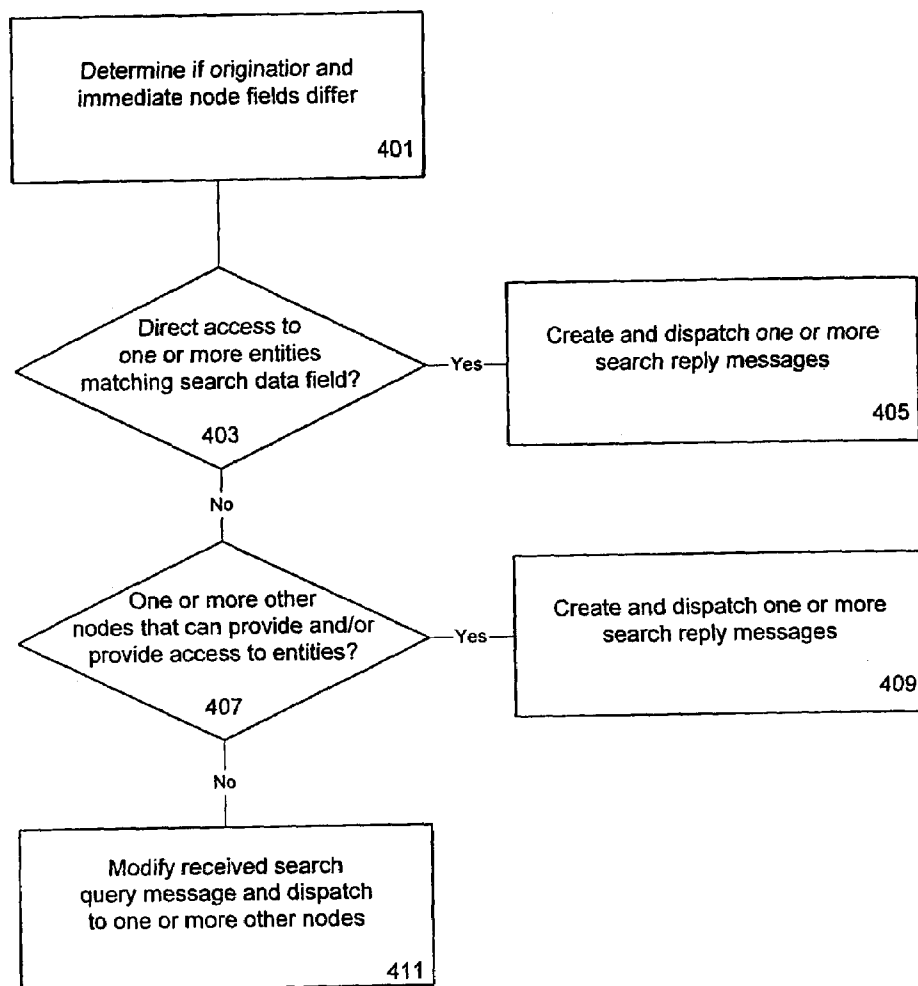 Determine if originatior and
immediate node fields differ
401
Direct access to
one or more entities
matching search data field?
403
Yes
Create and dispatch one or more
search reply messages
405
No
One or more other
nodes that can provide and/or
provide access to entities?
407
Yes
Create and dispatch one or more
search reply messages
409
No
Modify received search
query message and dispatch
to one or more other nodes
411